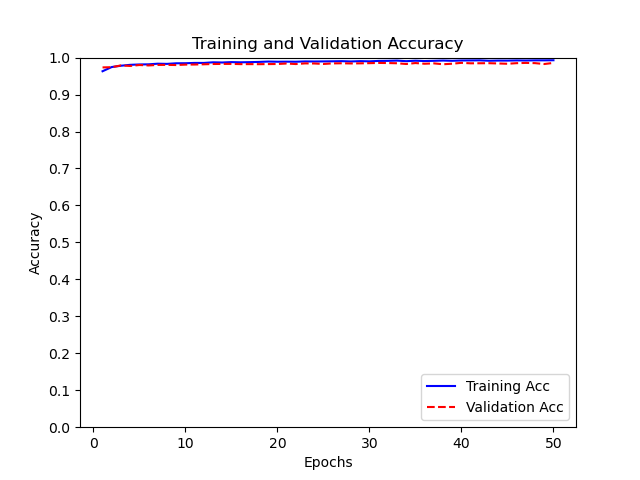 Training and Validation Accuracy
1.0
0.9
0.8
0.7
0.6
0.5
0.4
0.3
0.2
0.1
0.0
Accuracy
0 10 20 30 40 50
Epochs
Training Acc
Validation Acc